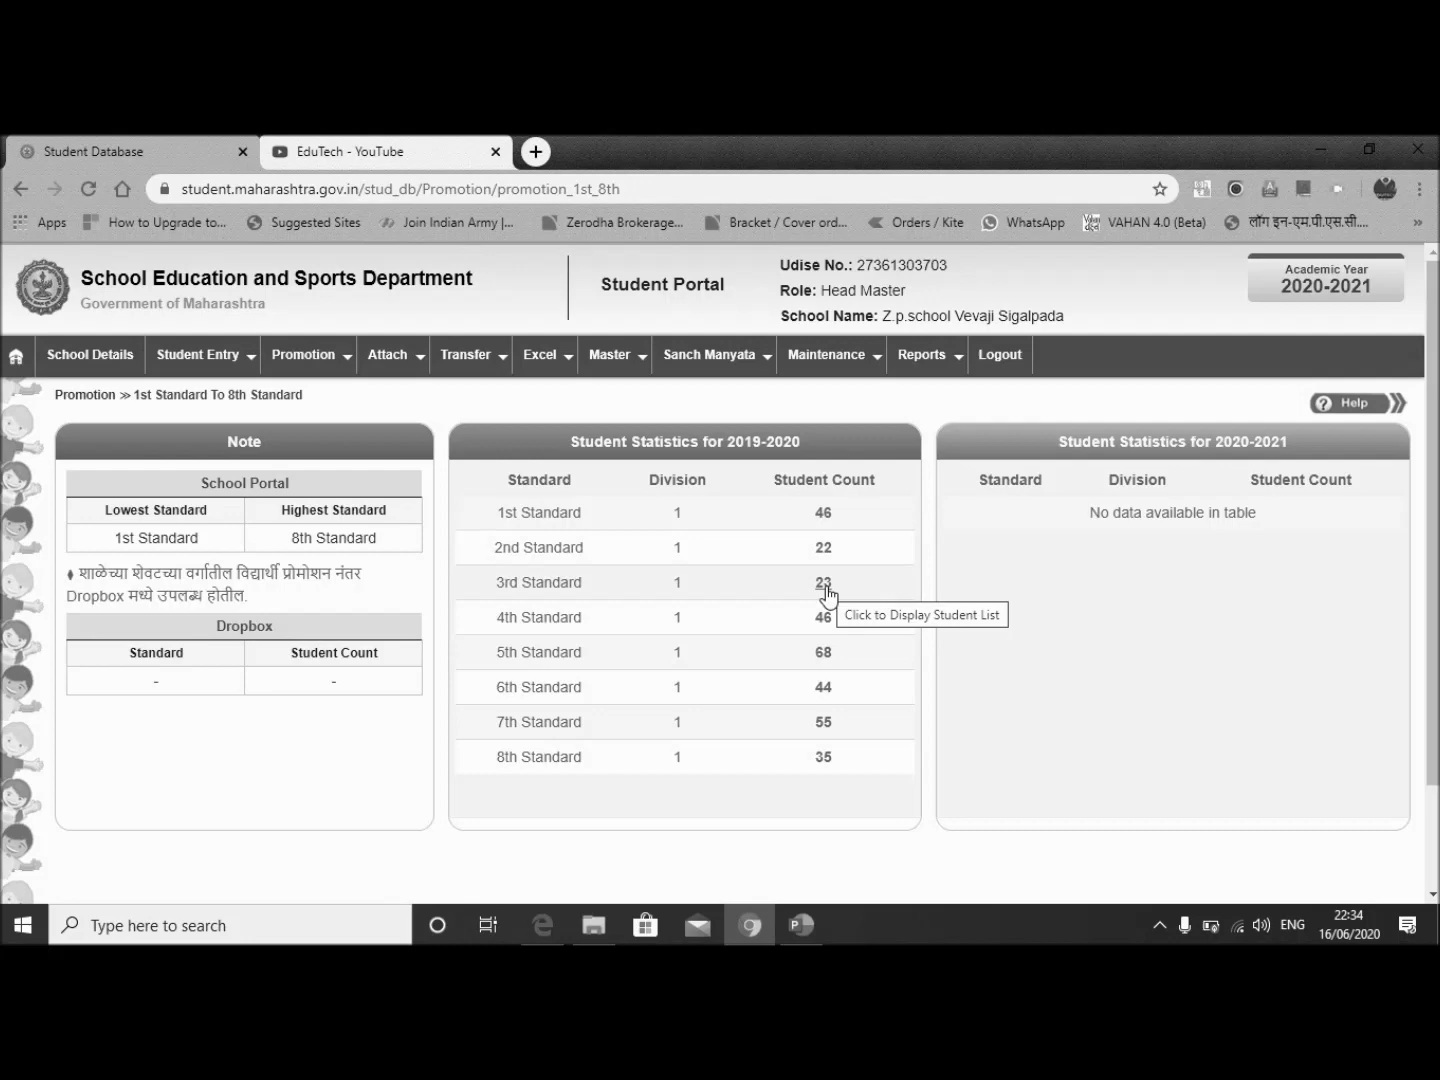 Student Database
EduTech - YouTube
student.maharashtra.gov.in/stud_db/Promotion/promotion_1st_8th
Apps How to Upgrade to... Suggested Sites Join Indian Army |... Zerodha Brokerage... Bracket / Cover ord... Orders / Kite WhatsApp VAHAN 4.0 (Beta) लॉग इन-एम.पी.एस.सी....
School Education and Sports Department
Government of Maharashtra
Student Portal
Udise No.: 27361303703
Role: Head Master
School Name: Z.p.school Vevaji Sigalpada
Academic Year
2020-2021
School Details Student Entry Promotion Attach Transfer Excel Master Sanch Manyata Maintenance Reports Logout
Promotion >> 1st Standard To 8th Standard
Help
Note
School Portal
Lowest Standard Highest Standard
1st Standard 8th Standard
शाळेच्या शेवटच्या वर्गातील विद्यार्थी प्रोमोशन नंतर
Dropbox मध्ये उपलब्ध होतील.
Dropbox
Standard Student Count
- -
Student Statistics for 2019-2020
Standard Division Student Count
1st Standard 1 46
2nd Standard 1 22
3rd Standard 1 23
4th Standard 1 46
5th Standard 1 68
6th Standard 1 44
7th Standard 1 55
8th Standard 1 35
Click to Display Student List
Student Statistics for 2020-2021
Standard Division Student Count
No data available in table
Type here to search
ENG
22:34
16/06/2020